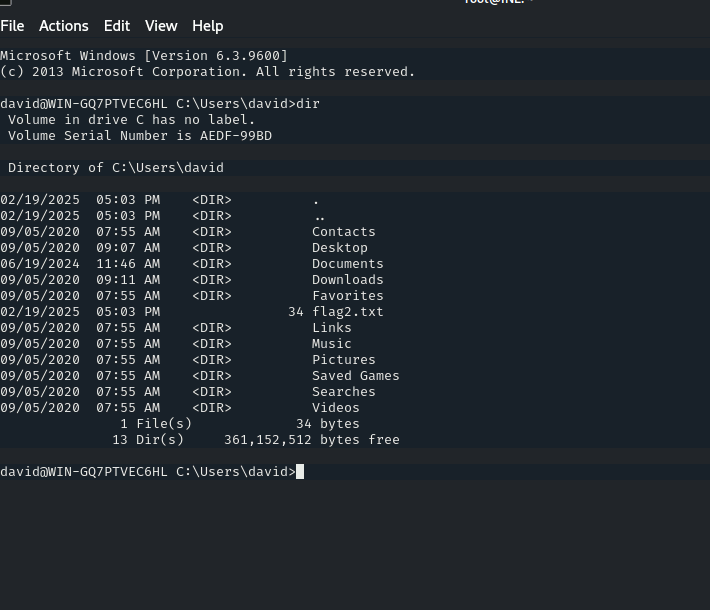 File Actions Edit View Help
Microsoft Windows [Version 6.3.9600]
(c) 2013 Microsoft Corporation. All rights reserved.
david@WIN-GQ7PTVEC6HL C:\Users\david>dir
 Volume in drive C has no label.
 Volume Serial Number is AEDF-99BD
 Directory of C:\Users\david
02/19/2025  05:03 PM    <DIR>          .
02/19/2025  05:03 PM    <DIR>          ..
09/05/2020  07:55 AM    <DIR>          Contacts
09/05/2020  09:07 AM    <DIR>          Desktop
06/19/2024  11:46 AM    <DIR>          Documents
09/05/2020  09:11 AM    <DIR>          Downloads
09/05/2020  07:55 AM    <DIR>          Favorites
02/19/2025  05:03 PM                34 flag2.txt
09/05/2020  07:55 AM    <DIR>          Links
09/05/2020  07:55 AM    <DIR>          Music
09/05/2020  07:55 AM    <DIR>          Pictures
09/05/2020  07:55 AM    <DIR>          Saved Games
09/05/2020  07:55 AM    <DIR>          Searches
09/05/2020  07:55 AM    <DIR>          Videos
               1 File(s)             34 bytes
              13 Dir(s)     361,152,512 bytes free
david@WIN-GQ7PTVEC6HL C:\Users\david>